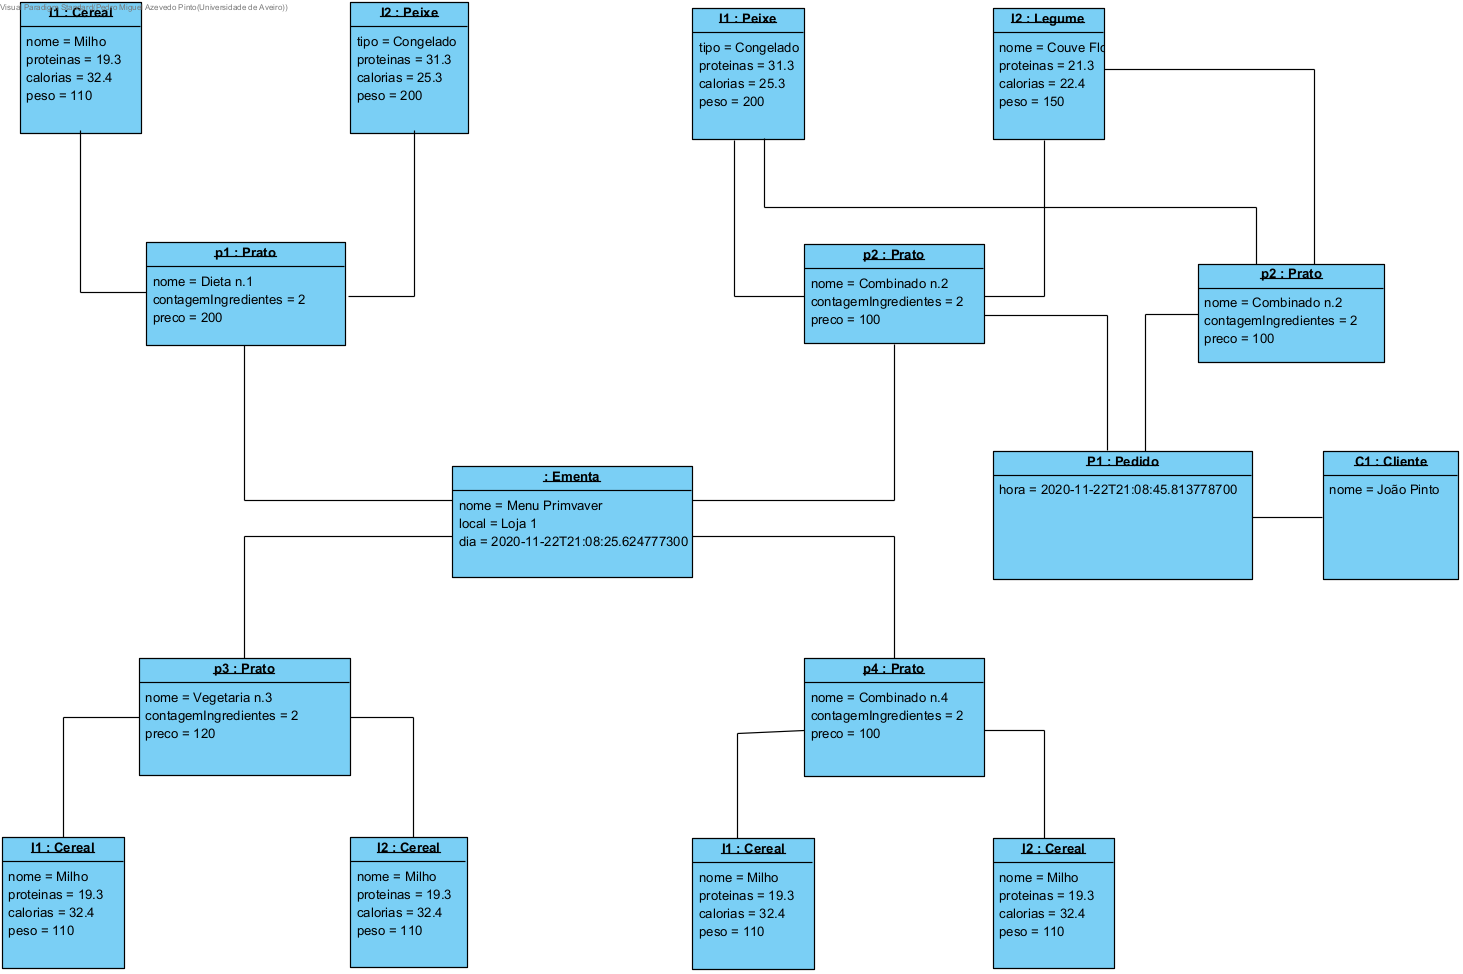 Visual Paradigm Standard(Pedro Miguel Azevedo Pinto(Universidade de Aveiro))
I1 : Cereal
nome = Milho
proteinas = 19.3
calorias = 32.4
peso = 110
I2 : Peixe
tipo = Congelado
proteinas = 31.3
calorias = 25.3
peso = 200
I1 : Peixe
tipo = Congelado
proteinas = 31.3
calorias = 25.3
peso = 200
I2 : Legume
nome = Couve Flo
proteinas = 21.3
calorias = 22.4
peso = 150
p1 : Prato
nome = Dieta n.1
contagemIngredientes = 2
preco = 200
p2 : Prato
nome = Combinado n.2
contagemIngredientes = 2
preco = 100
p2 : Prato
nome = Combinado n.2
contagemIngredientes = 2
preco = 100
: Ementa
nome = Menu Primvaver
local = Loja 1
dia = 2020-11-22T21:08:25.624777300
P1 : Pedido
hora = 2020-11-22T21:08:45.813778700
C1 : Cliente
nome = João Pinto
p3 : Prato
nome = Vegetaria n.3
contagemIngredientes = 2
preco = 120
p4 : Prato
nome = Combinado n.4
contagemIngredientes = 2
preco = 100
I1 : Cereal
nome = Milho
proteinas = 19.3
calorias = 32.4
peso = 110
I2 : Cereal
nome = Milho
proteinas = 19.3
calorias = 32.4
peso = 110
I1 : Cereal
nome = Milho
proteinas = 19.3
calorias = 32.4
peso = 110
I2 : Cereal
nome = Milho
proteinas = 19.3
calorias = 32.4
peso = 110